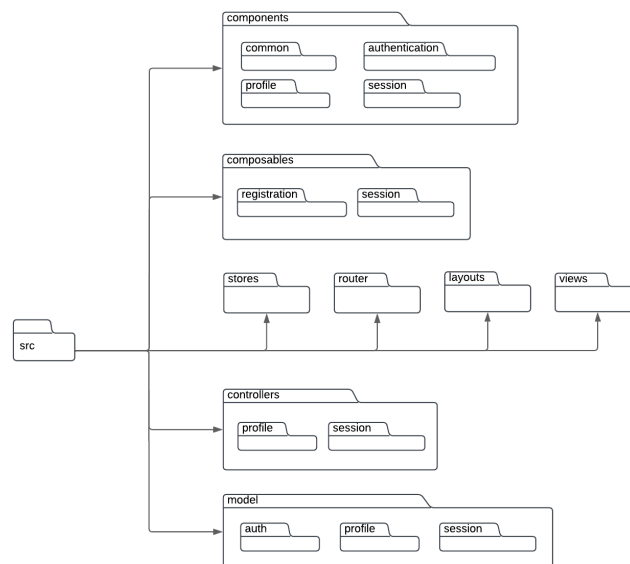 components
common
authentication
profile
session
composables
registration
session
stores
router
layouts
views
src
controllers
profile
session
model
auth
profile
session